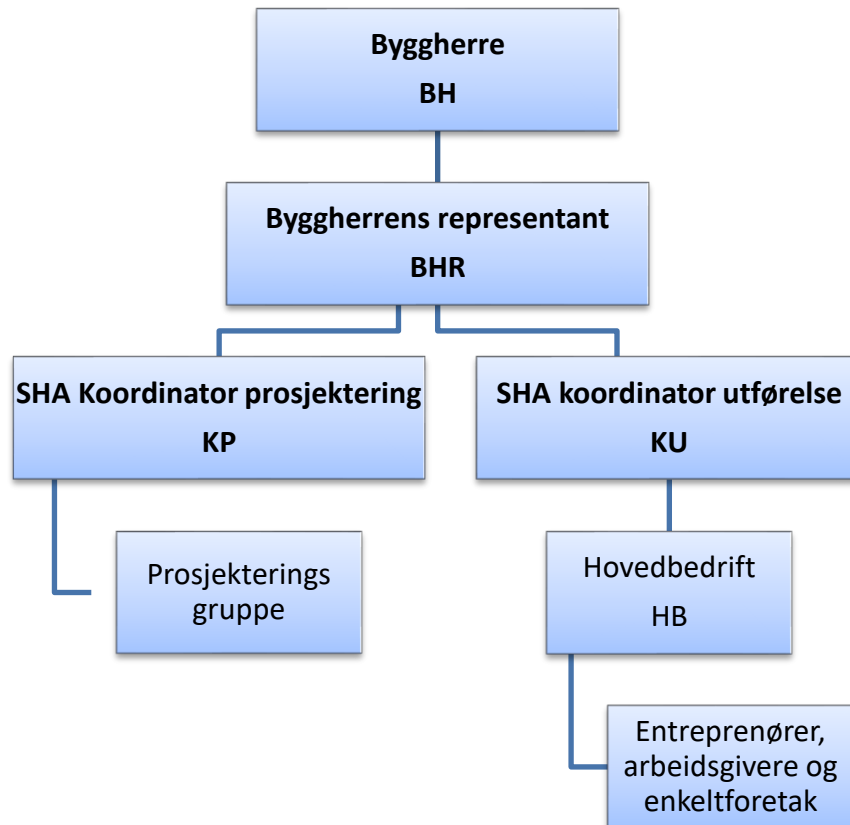 Byggherre
BH
Byggherrens representant
BHR
SHA Koordinator prosjektering
KP
SHA koordinator utførelse
KU
Prosjekterings
gruppe
Hovedbedrift
HB
Entreprenører,
arbeidsgivere og
enkeltforetak